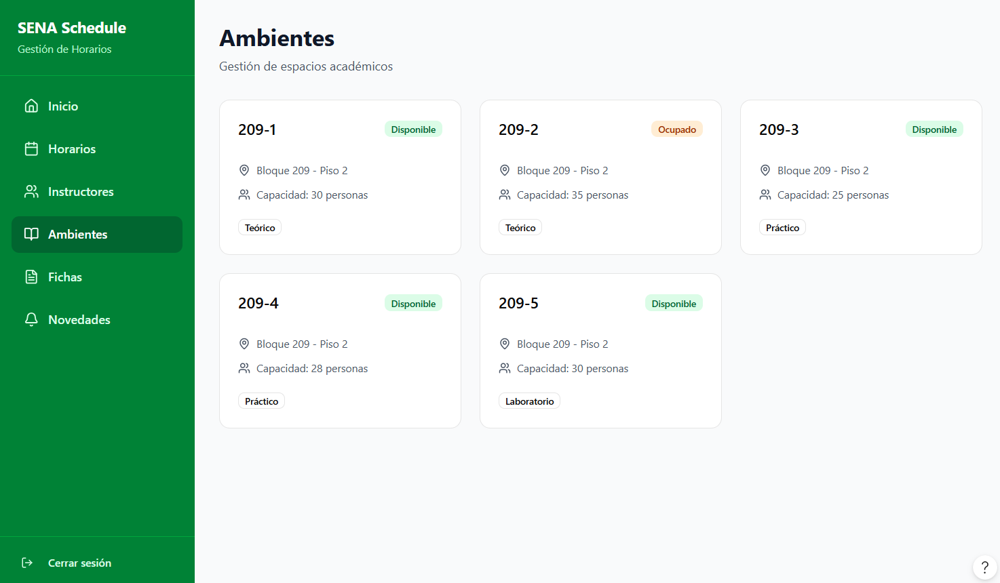 SENA Schedule
Gestión de Horarios
Inicio
Horarios
Instructores
Ambientes
Fichas
Novedades
Cerrar sesión
Ambientes
Gestión de espacios académicos
209-1
Disponible
Bloque 209 - Piso 2
Capacidad: 30 personas
Teórico
209-2
Ocupado
Bloque 209 - Piso 2
Capacidad: 35 personas
Teórico
209-3
Disponible
Bloque 209 - Piso 2
Capacidad: 25 personas
Práctico
209-4
Disponible
Bloque 209 - Piso 2
Capacidad: 28 personas
Práctico
209-5
Disponible
Bloque 209 - Piso 2
Capacidad: 30 personas
Laboratorio
?